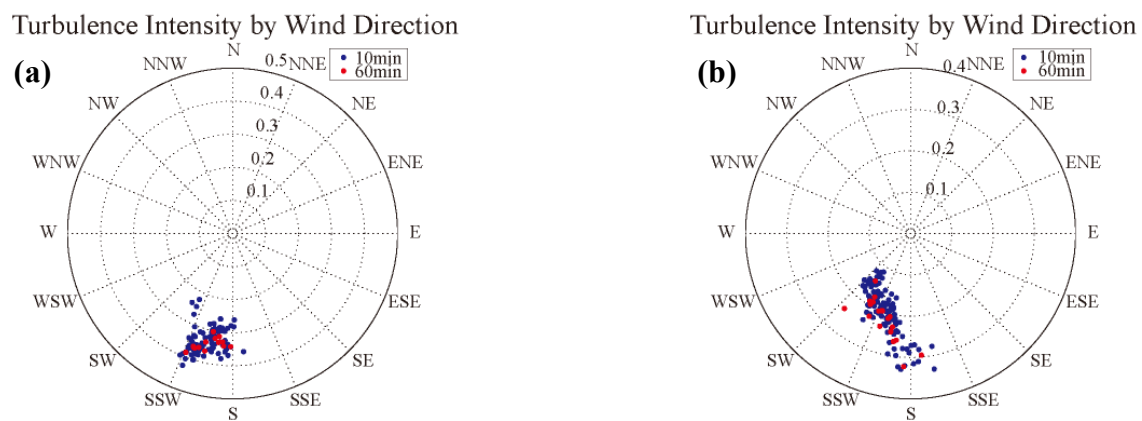 Turbulence Intensity by Wind Direction
(a)
10min
60min
N
NNE
NE
ENE
E
ESE
SE
SSE
S
SSW
SW
WSW
W
WNW
NW
NNW
0.5
0.4
0.3
0.2
0.1
Turbulence Intensity by Wind Direction
(b)
10min
60min
N
NNE
NE
ENE
E
ESE
SE
SSE
S
SSW
SW
WSW
W
WNW
NW
NNW
0.4
0.3
0.2
0.1